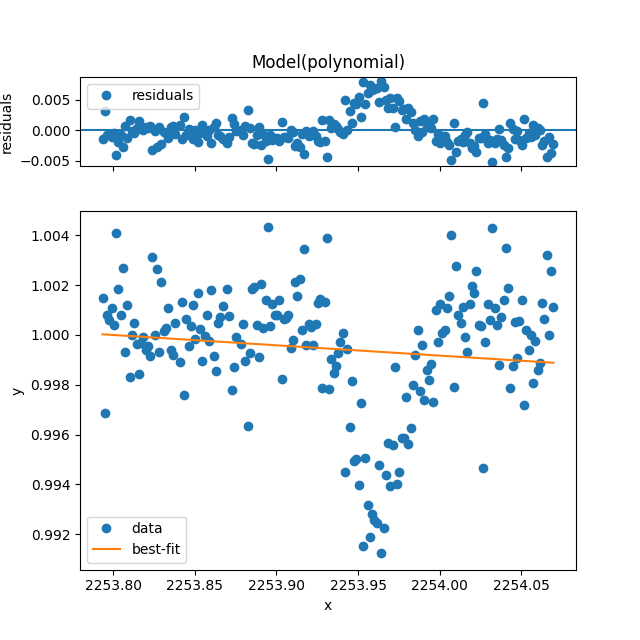 Model(polynomial)
residuals
0.005
0.000
−0.005
residuals
1.004
1.002
1.000
0.998
0.996
0.994
0.992
y
data
best-fit
2253.80 2253.85 2253.90 2253.95 2254.00 2254.05
x